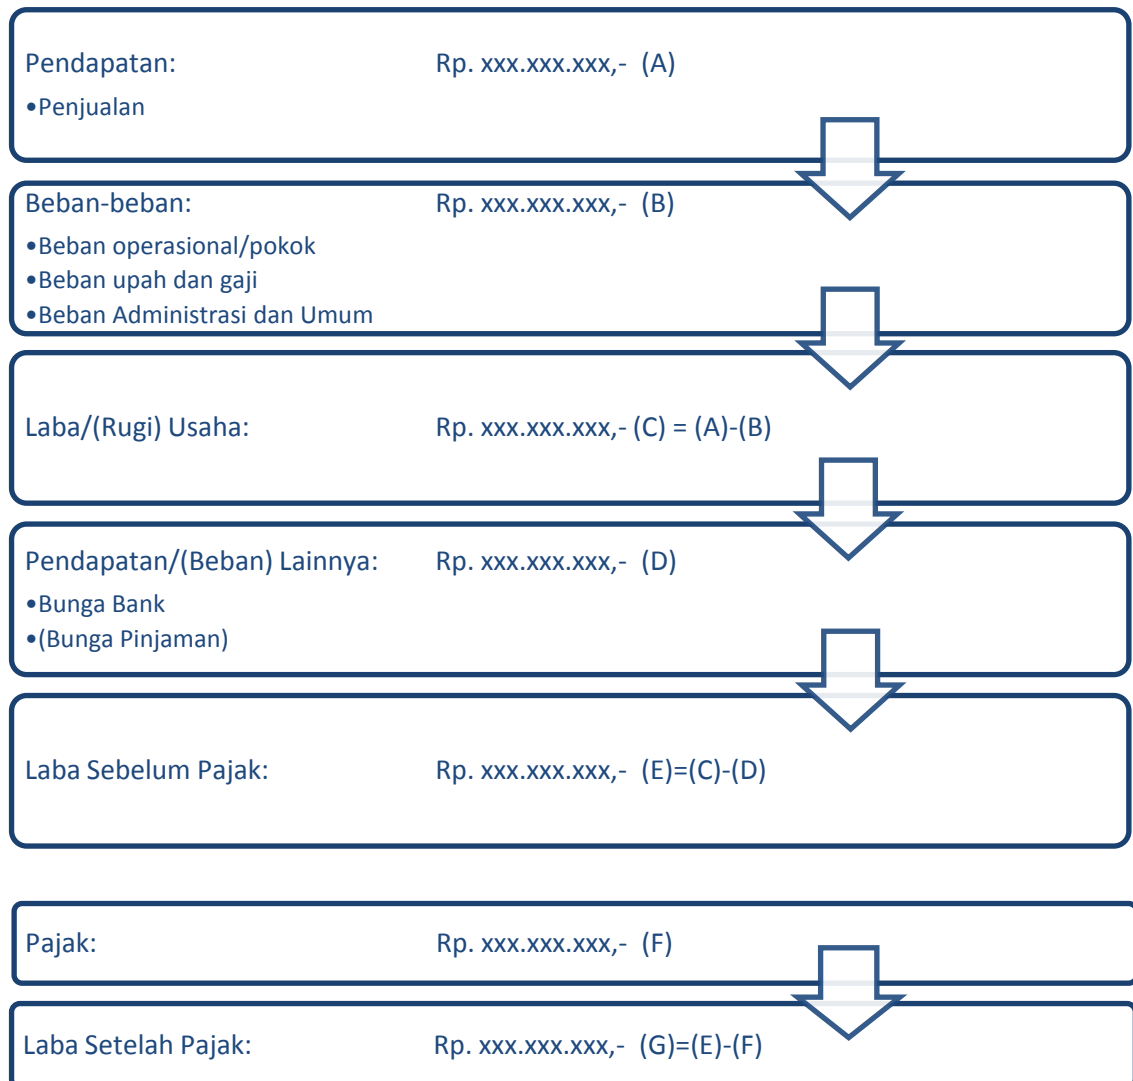 Pendapatan: Rp. xxx.xxx.xxx,- (A)
•Penjualan
Beban-beban: Rp. xxx.xxx.xxx,- (B)
•Beban operasional/pokok
•Beban upah dan gaji
•Beban Administrasi dan Umum
Laba/(Rugi) Usaha: Rp. xxx.xxx.xxx,- (C) = (A)-(B)
Pendapatan/(Beban) Lainnya: Rp. xxx.xxx.xxx,- (D)
•Bunga Bank
•(Bunga Pinjaman)
Laba Sebelum Pajak: Rp. xxx.xxx.xxx,- (E)=(C)-(D)
Pajak: Rp. xxx.xxx.xxx,- (F)
Laba Setelah Pajak: Rp. xxx.xxx.xxx,- (G)=(E)-(F)